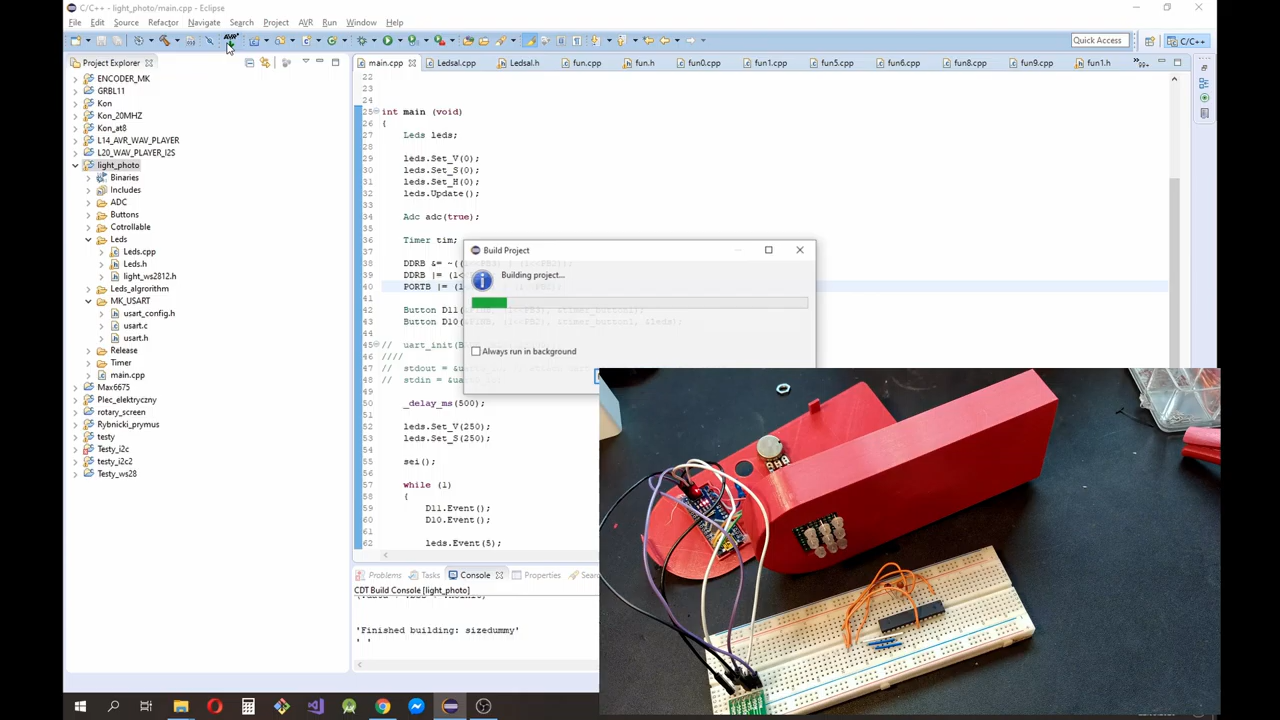 C/C++ - light_photo/main.cpp - Eclipse
File Edit Source Refactor Navigate Search Project AVR Run Window Help
AVR
Quick Access
C/C++
Project Explorer
main.cpp Ledsal.cpp Ledsal.h fun.cpp fun.h fun0.cpp fun1.cpp fun5.cpp fun6.cpp fun8.cpp fun9.cpp fun1.h
ENCODER_MK
GRBL11
Kon
Kon_20MHZ
Kon_at8
L14_AVR_WAV_PLAYER
L20_WAV_PLAYER_I2S
light_photo
Binaries
Includes
ADC
Buttons
Cotrollable
Leds
Leds.cpp
Leds.h
light_ws2812.h
Leds_algorithm
MK_USART
usart_config.h
usart.c
usart.h
Release
Timer
main.cpp
Max6675
Plec_elektryczny
rotary_screen
Rybnicki_prymus
testy
Testy_i2c
testy_i2c2
Testy_ws28
22
23
24
25 int main (void)
26 {
27 Leds leds;
28
29 leds.Set_V(0);
30 leds.Set_S(0);
31 leds.Set_H(0);
32 leds.Update();
33
34 Adc adc(true);
35
36 Timer tim;
37
38 DDRB &= ~(
39 DDRB |= (1<
40 PORTB |= (1
41
42 Button D11(
43 Button D10(
44
45 // uart_init(B
46 ////
47 // stdout = &u
48 // stdin = &ua
49
50 _delay_ms(500);
51
52 leds.Set_V(250);
53 leds.Set_S(250);
54
55 sei();
56
57 while (1)
58 {
59 D11.Event();
60 D10.Event();
61
62 leds.Event(5);
Build Project
Building project...
Always run in background
Problems Tasks Console Properties Sear
CDT Build Console [light_photo]
'Finished building: sizedummy'
' '